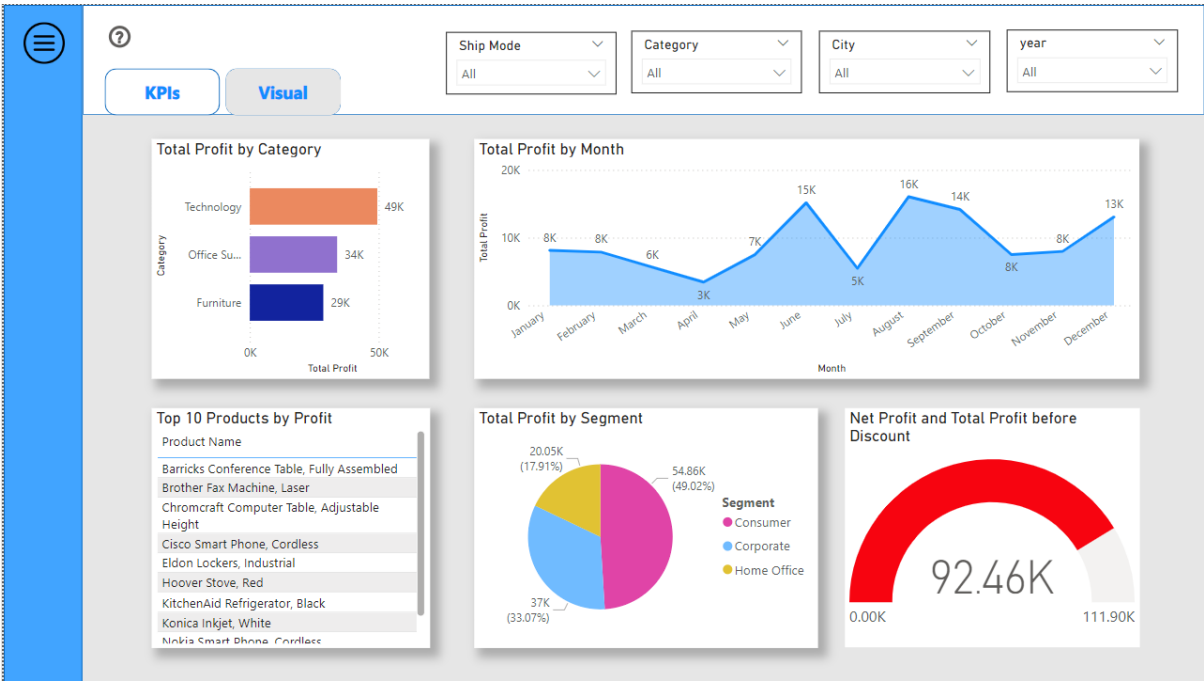 ?
Ship Mode
All
Category
All
City
All
year
All
KPIs
Visual
Total Profit by Category
Category
Technology
49K
Office Su...
34K
Furniture
29K
0K
50K
Total Profit
Total Profit by Month
Total Profit
20K
10K
0K
8K
8K
6K
3K
7K
15K
5K
16K
14K
8K
8K
13K
January
February
March
April
May
June
July
August
September
October
November
December
Month
Top 10 Products by Profit
Product Name
Barricks Conference Table, Fully Assembled
Brother Fax Machine, Laser
Chromcraft Computer Table, Adjustable
Height
Cisco Smart Phone, Cordless
Eldon Lockers, Industrial
Hoover Stove, Red
KitchenAid Refrigerator, Black
Konica Inkjet, White
Nokia Smart Phone, Cordless
Total Profit by Segment
20.05K
(17.91%)
54.86K
(49.02%)
37K
(33.07%)
Segment
Consumer
Corporate
Home Office
Net Profit and Total Profit before
Discount
92.46K
0.00K
111.90K